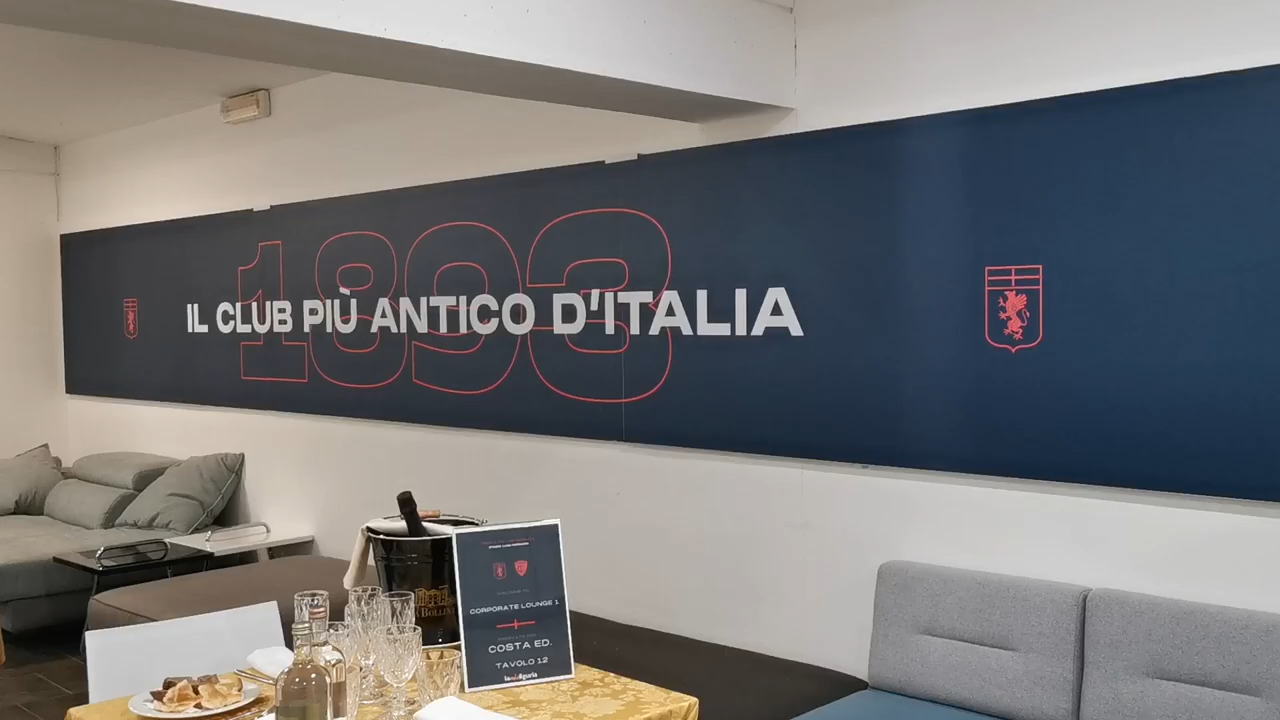 1893
IL CLUB PIÙ ANTICO D'ITALIA
CORPORATE LOUNGE 1
COSTA ED.
TAVOLO 12